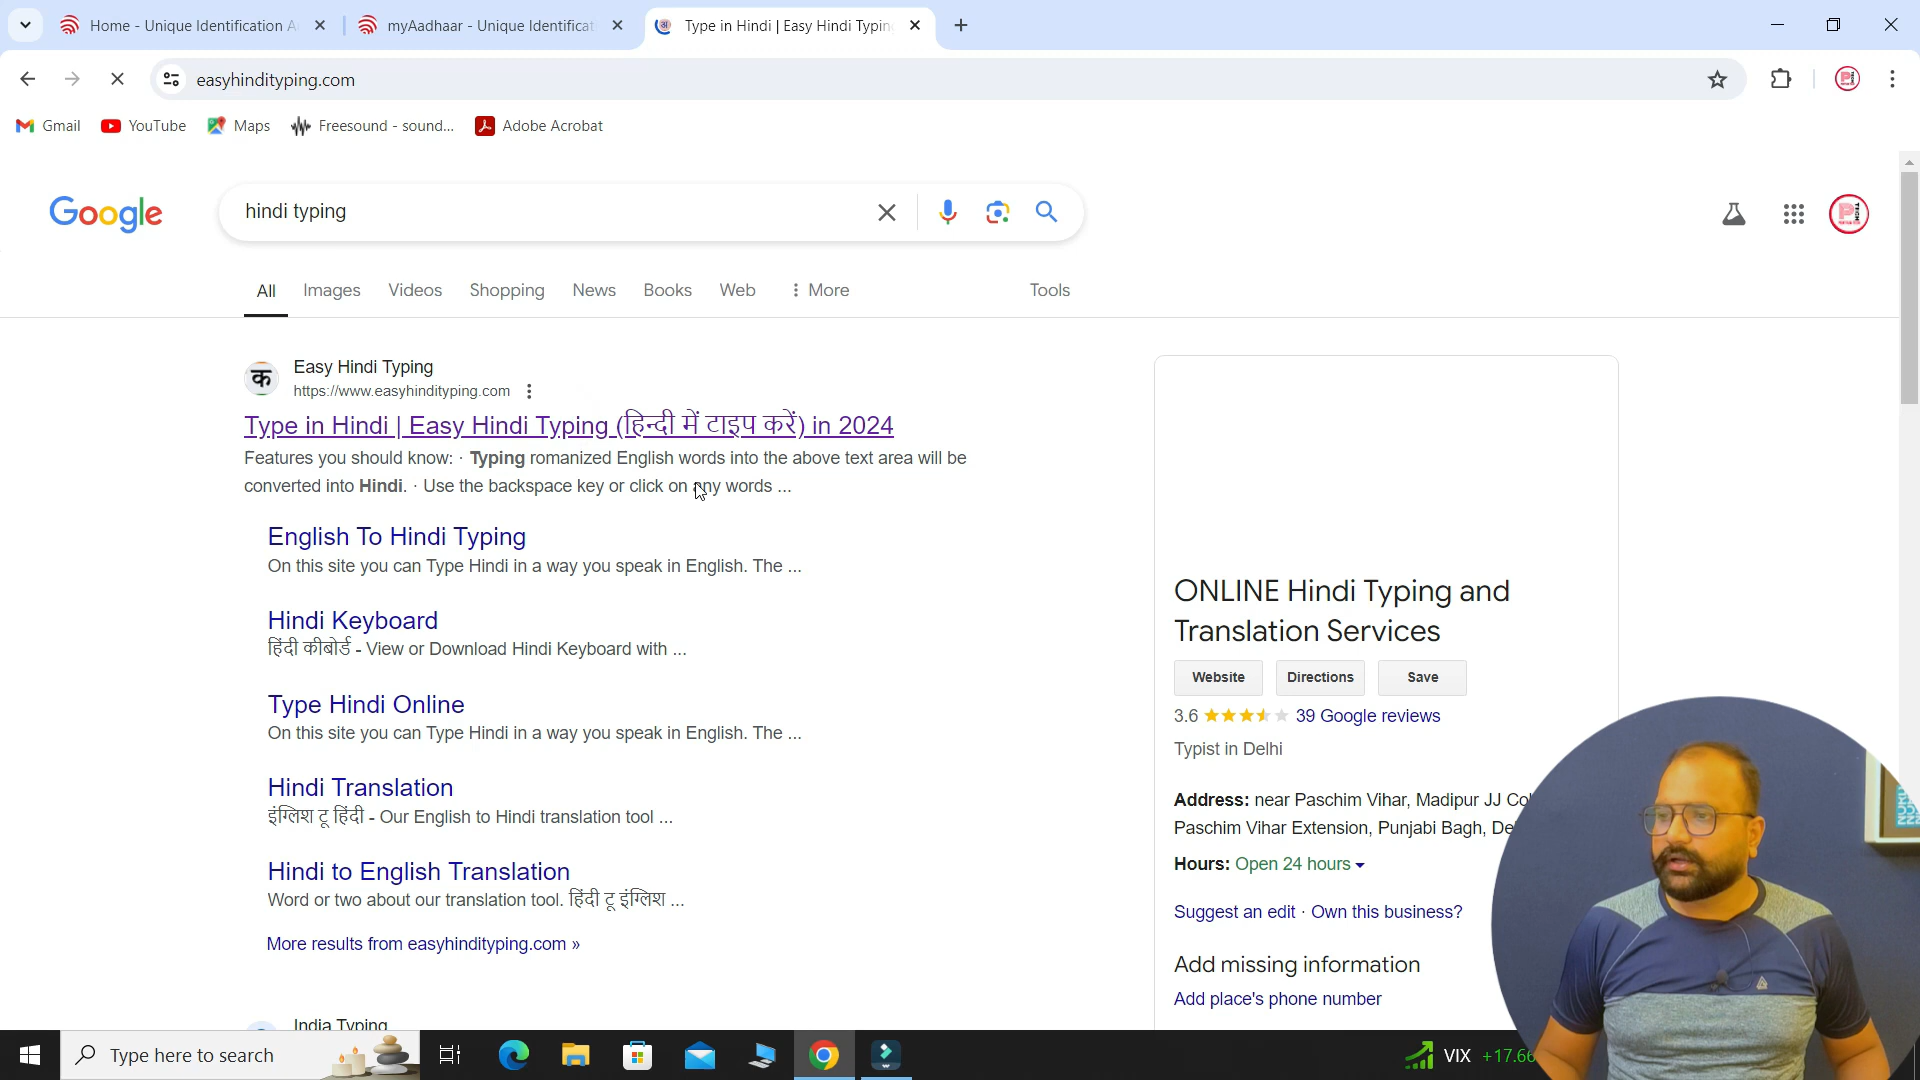 Home - Unique Identification A
myAadhaar - Unique Identificat
Type in Hindi | Easy Hindi Typin
easyhindityping.com
Gmail
YouTube
Maps
Freesound - sound...
Adobe Acrobat
Google
hindi typing
All
Images
Videos
Shopping
News
Books
Web
More
Tools
क
Easy Hindi Typing
https://www.easyhindityping.com
Type in Hindi | Easy Hindi Typing (हिन्दी में टाइप करें) in 2024
Features you should know: · Typing romanized English words into the above text area will be
converted into Hindi. · Use the backspace key or click on any words ...
English To Hindi Typing
On this site you can Type Hindi in a way you speak in English. The ...
Hindi Keyboard
हिंदी कीबोर्ड - View or Download Hindi Keyboard with ...
Type Hindi Online
On this site you can Type Hindi in a way you speak in English. The ...
Hindi Translation
इंग्लिश टू हिंदी - Our English to Hindi translation tool ...
Hindi to English Translation
Word or two about our translation tool. हिंदी टू इंग्लिश ...
More results from easyhindityping.com »
India Typing
ONLINE Hindi Typing and
Translation Services
Website
Directions
Save
3.6
39 Google reviews
Typist in Delhi
Address: near Paschim Vihar, Madipur JJ Co
Paschim Vihar Extension, Punjabi Bagh, De
Hours: Open 24 hours
Suggest an edit · Own this business?
Add missing information
Add place's phone number
Type here to search
VIX +17.66